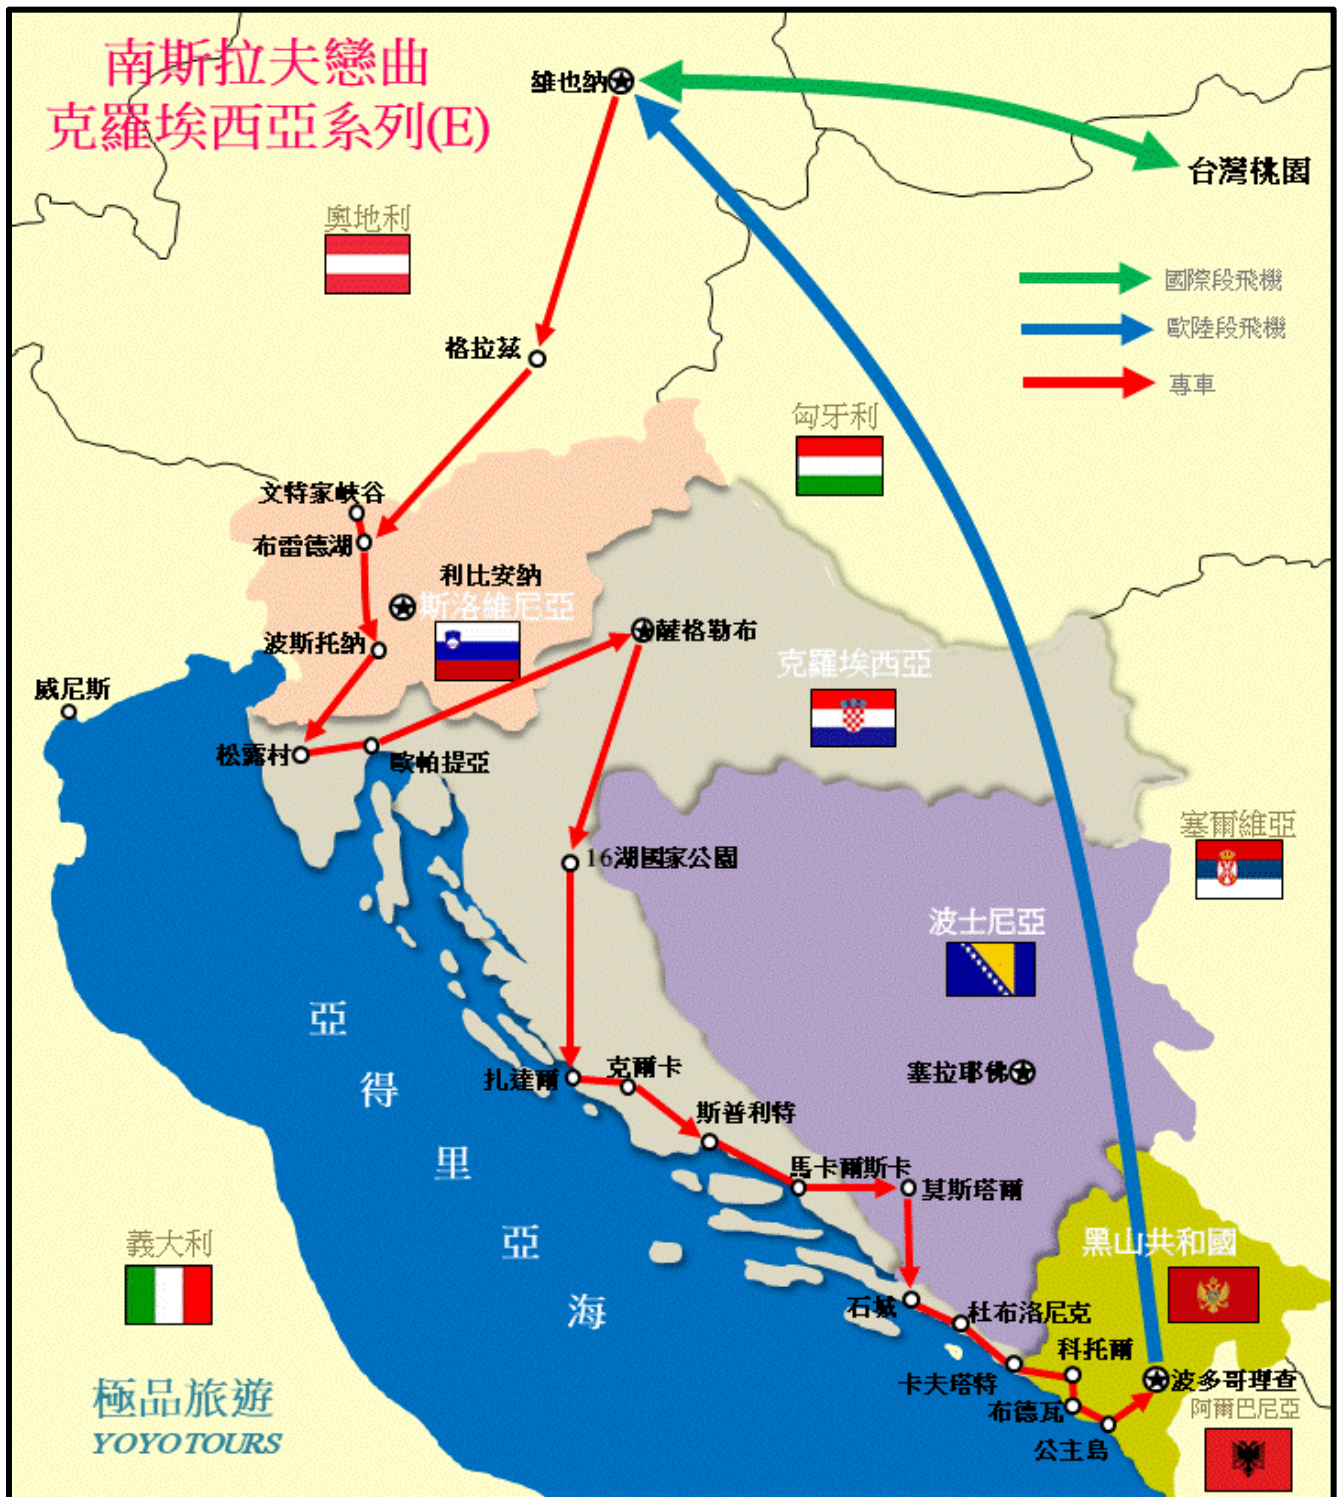 南斯拉夫戀曲
克羅埃西亞系列(E)
維也納
台灣桃園
奧地利
國際段飛機
歐陸段飛機
專車
格拉茲
匈牙利
文特家峽谷
布雷德湖
利比安納
斯洛維尼亞
波斯托納
薩格勒布
克羅埃西亞
威尼斯
松露村
歐帕提亞
塞爾維亞
16湖國家公園
波士尼亞
亞得里亞海
塞拉耶佛
扎達爾
克爾卡
斯普利特
馬卡爾斯卡
莫斯塔爾
義大利
黑山共和國
石城
杜布洛尼克
科托爾
卡夫塔特
波多哥理查
布德瓦
阿爾巴尼亞
公主島
極品旅遊
YOYO TOURS